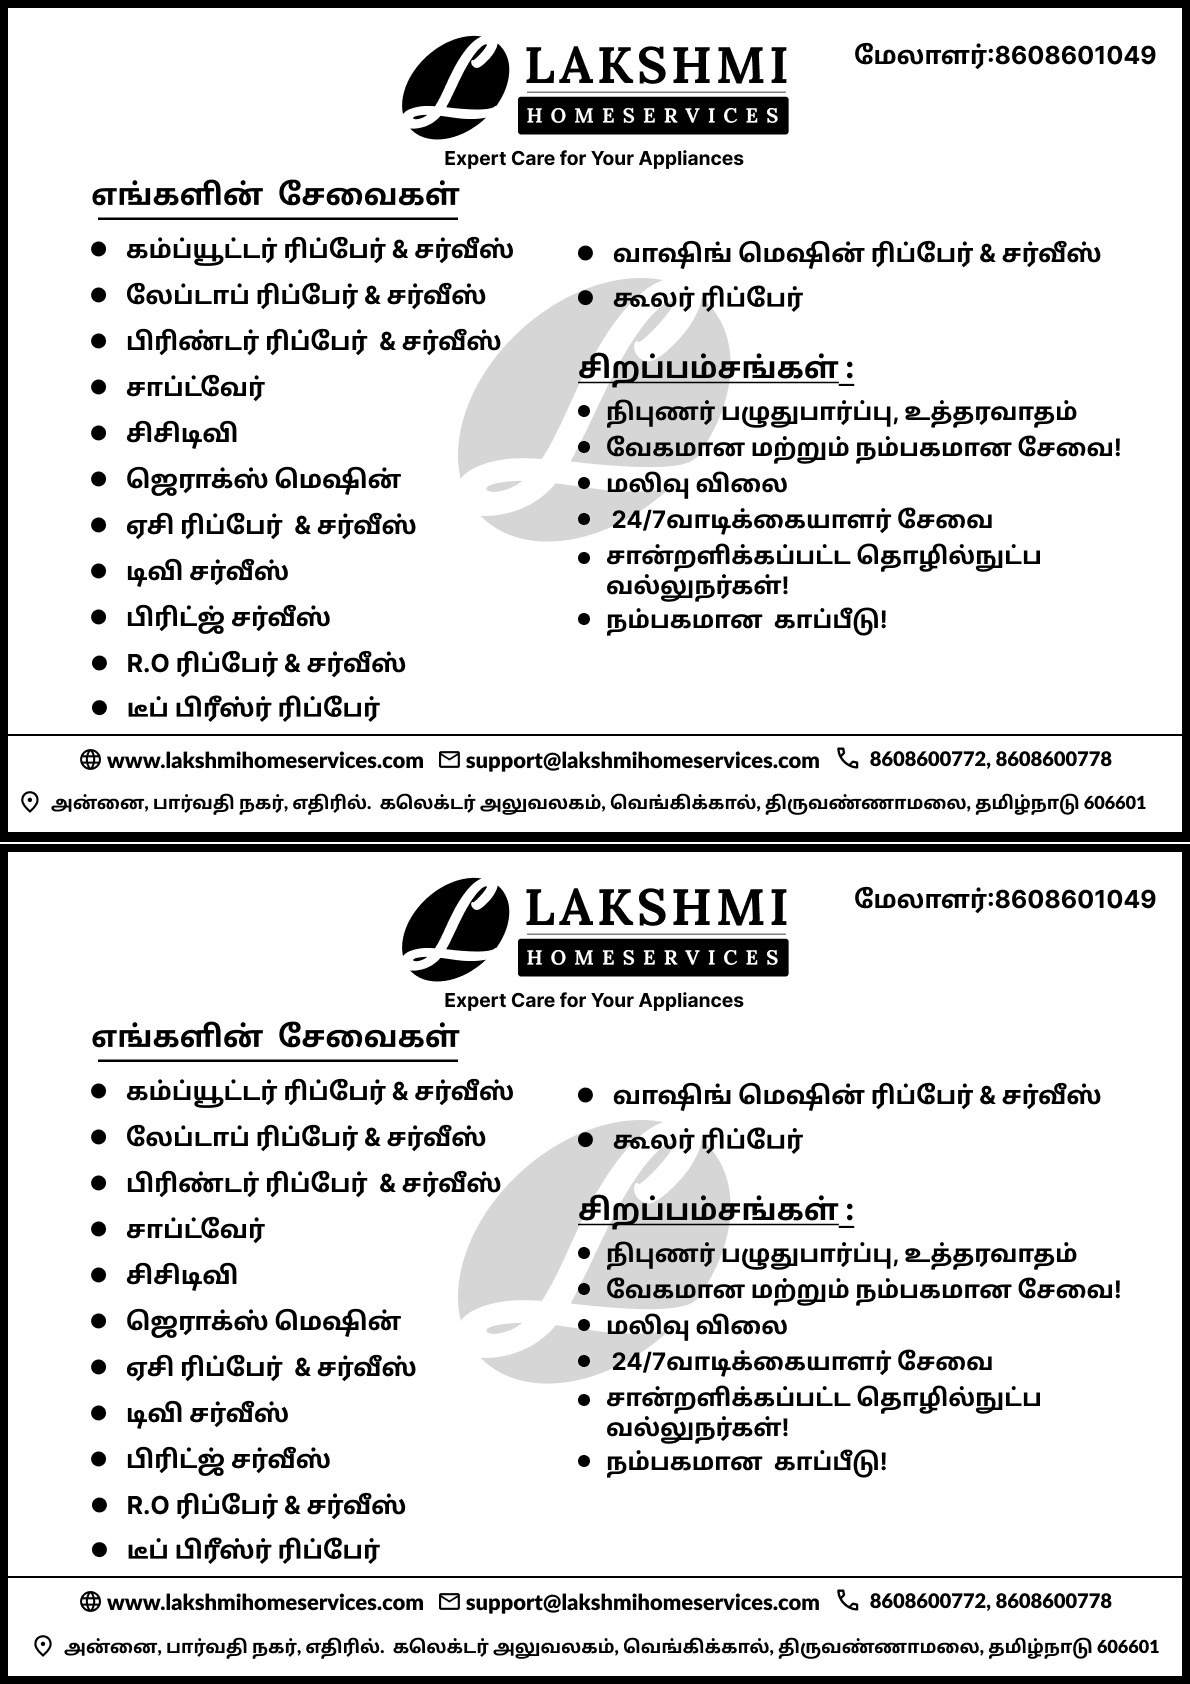 LAKSHMI
HOMESERVICES
Expert Care for Your Appliances
மேலாளர்:8608601049
எங்களின் சேவைகள்
கம்ப்யூட்டர் ரிப்பேர் & சர்வீஸ்
லேப்டாப் ரிப்பேர் & சர்வீஸ்
பிரிண்டர் ரிப்பேர் & சர்வீஸ்
சாப்ட்வேர்
சிசிடிவி
ஜெராக்ஸ் மெஷின்
ஏசி ரிப்பேர் & சர்வீஸ்
டிவி சர்வீஸ்
பிரிட்ஜ் சர்வீஸ்
R.O ரிப்பேர் & சர்வீஸ்
டீப் பிரீஸ்ர் ரிப்பேர்
வாஷிங் மெஷின் ரிப்பேர் & சர்வீஸ்
கூலர் ரிப்பேர்
சிறப்பம்சங்கள் :
நிபுணர் பழுதுபார்ப்பு, உத்தரவாதம்
வேகமான மற்றும் நம்பகமான சேவை!
மலிவு விலை
24/7வாடிக்கையாளர் சேவை
சான்றளிக்கப்பட்ட தொழில்நுட்ப
வல்லுநர்கள்!
நம்பகமான காப்பீடு!
www.lakshmihomeservices.com support@lakshmihomeservices.com 8608600772, 8608600778
அன்னை, பார்வதி நகர், எதிரில். கலெக்டர் அலுவலகம், வெங்கிக்கால், திருவண்ணாமலை, தமிழ்நாடு 606601
LAKSHMI
HOMESERVICES
Expert Care for Your Appliances
மேலாளர்:8608601049
எங்களின் சேவைகள்
கம்ப்யூட்டர் ரிப்பேர் & சர்வீஸ்
லேப்டாப் ரிப்பேர் & சர்வீஸ்
பிரிண்டர் ரிப்பேர் & சர்வீஸ்
சாப்ட்வேர்
சிசிடிவி
ஜெராக்ஸ் மெஷின்
ஏசி ரிப்பேர் & சர்வீஸ்
டிவி சர்வீஸ்
பிரிட்ஜ் சர்வீஸ்
R.O ரிப்பேர் & சர்வீஸ்
டீப் பிரீஸ்ர் ரிப்பேர்
வாஷிங் மெஷின் ரிப்பேர் & சர்வீஸ்
கூலர் ரிப்பேர்
சிறப்பம்சங்கள் :
நிபுணர் பழுதுபார்ப்பு, உத்தரவாதம்
வேகமான மற்றும் நம்பகமான சேவை!
மலிவு விலை
24/7வாடிக்கையாளர் சேவை
சான்றளிக்கப்பட்ட தொழில்நுட்ப
வல்லுநர்கள்!
நம்பகமான காப்பீடு!
www.lakshmihomeservices.com support@lakshmihomeservices.com 8608600772, 8608600778
அன்னை, பார்வதி நகர், எதிரில். கலெக்டர் அலுவலகம், வெங்கிக்கால், திருவண்ணாமலை, தமிழ்நாடு 606601